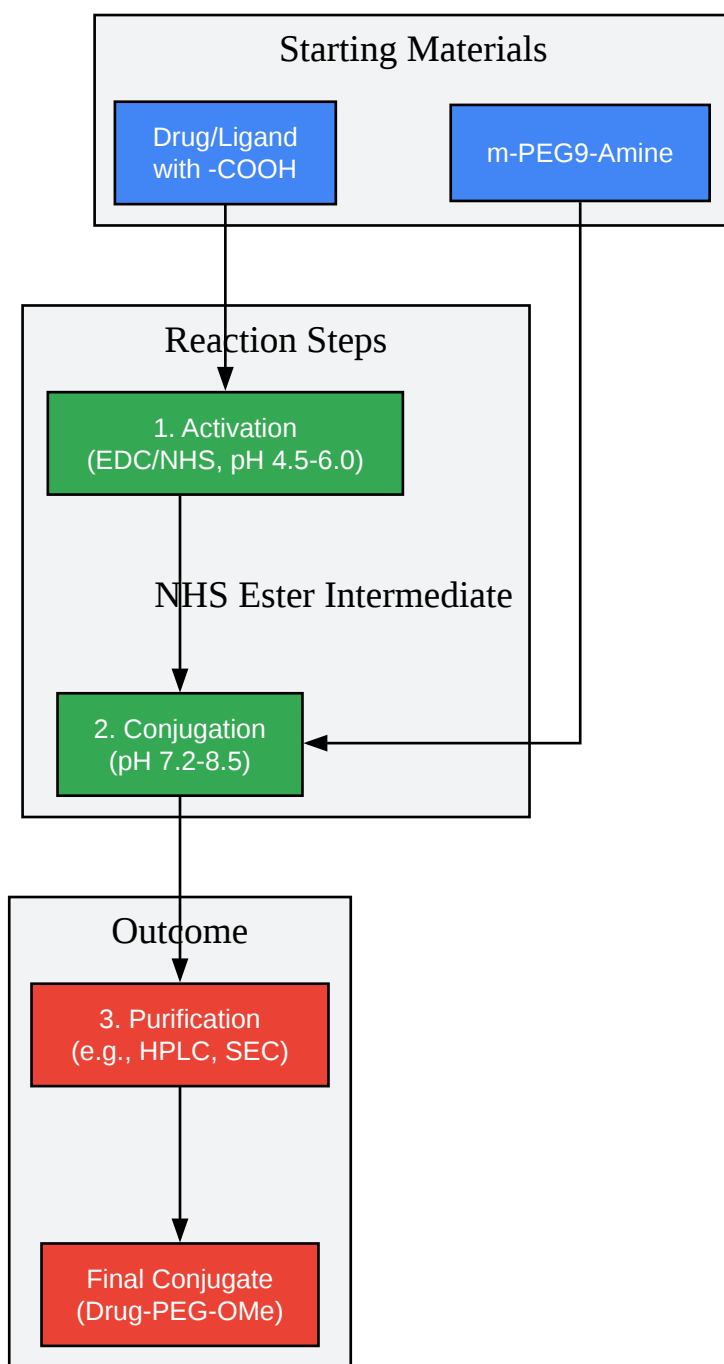 Starting Materials
Drug/Ligand
with -COOH
m-PEG9-Amine
Reaction Steps
1. Activation
(EDC/NHS, pH 4.5-6.0)
NHS Ester Intermediate
2. Conjugation
(pH 7.2-8.5)
Outcome
3. Purification
(e.g., HPLC, SEC)
Final Conjugate
(Drug-PEG-OMe)